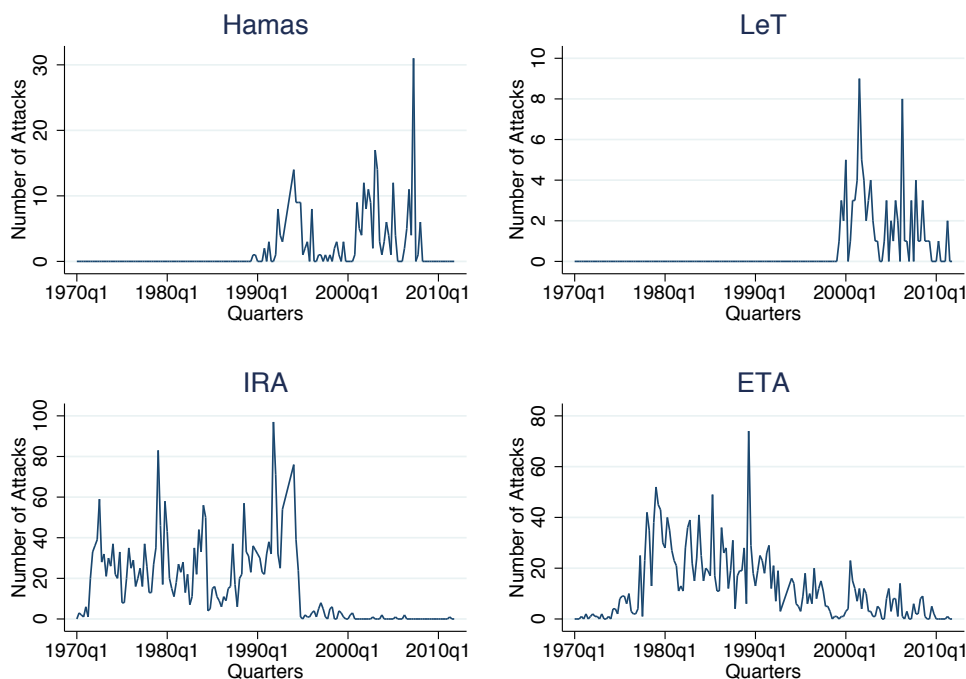 Hamas
Number of Attacks
30
20
10
0
1970q1 1980q1 1990q1 2000q1 2010q1
Quarters
LeT
Number of Attacks
10
8
6
4
2
0
1970q1 1980q1 1990q1 2000q1 2010q1
Quarters
IRA
Number of Attacks
100
80
60
40
20
0
1970q1 1980q1 1990q1 2000q1 2010q1
Quarters
ETA
Number of Attacks
80
60
40
20
0
1970q1 1980q1 1990q1 2000q1 2010q1
Quarters